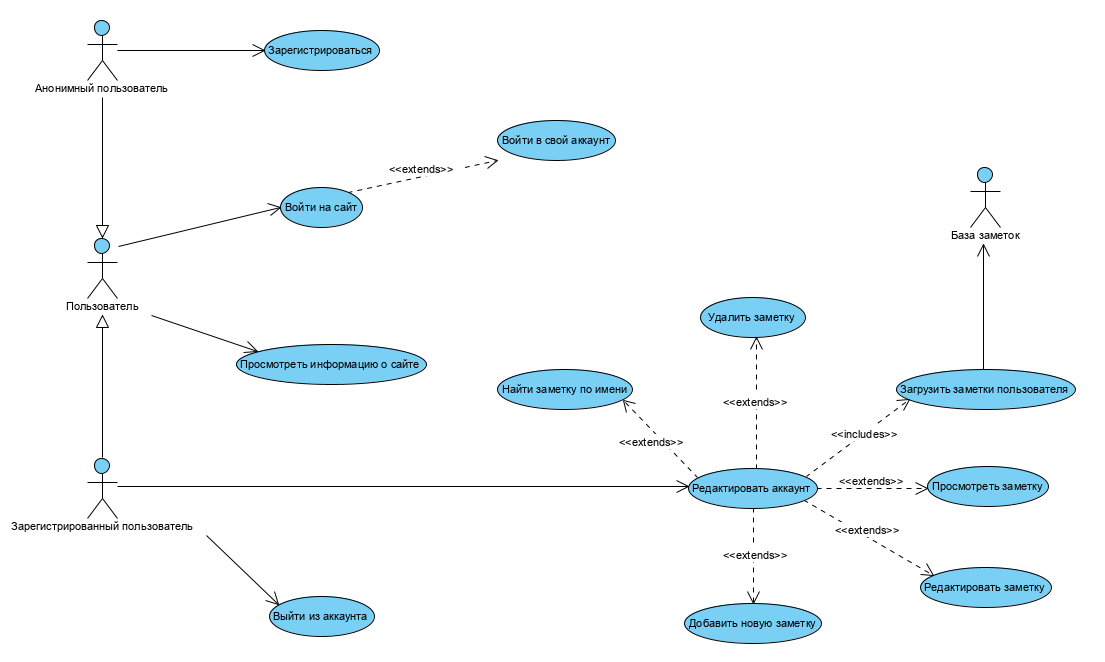 Зарегистрироваться
Анонимный пользователь
Войти в свой аккаунт
<<extends>>
Войти на сайт
База заметок
Пользователь
Удалить заметку
Просмотреть информацию о сайте
Найти заметку по имени
Загрузить заметки пользователя
<<extends>>
<<includes>>
<<extends>>
<<extends>>
Редактировать аккаунт
Просмотреть заметку
Зарегистрированный пользователь
<<extends>>
<<extends>>
Редактировать заметку
Выйти из аккаунта
Добавить новую заметку